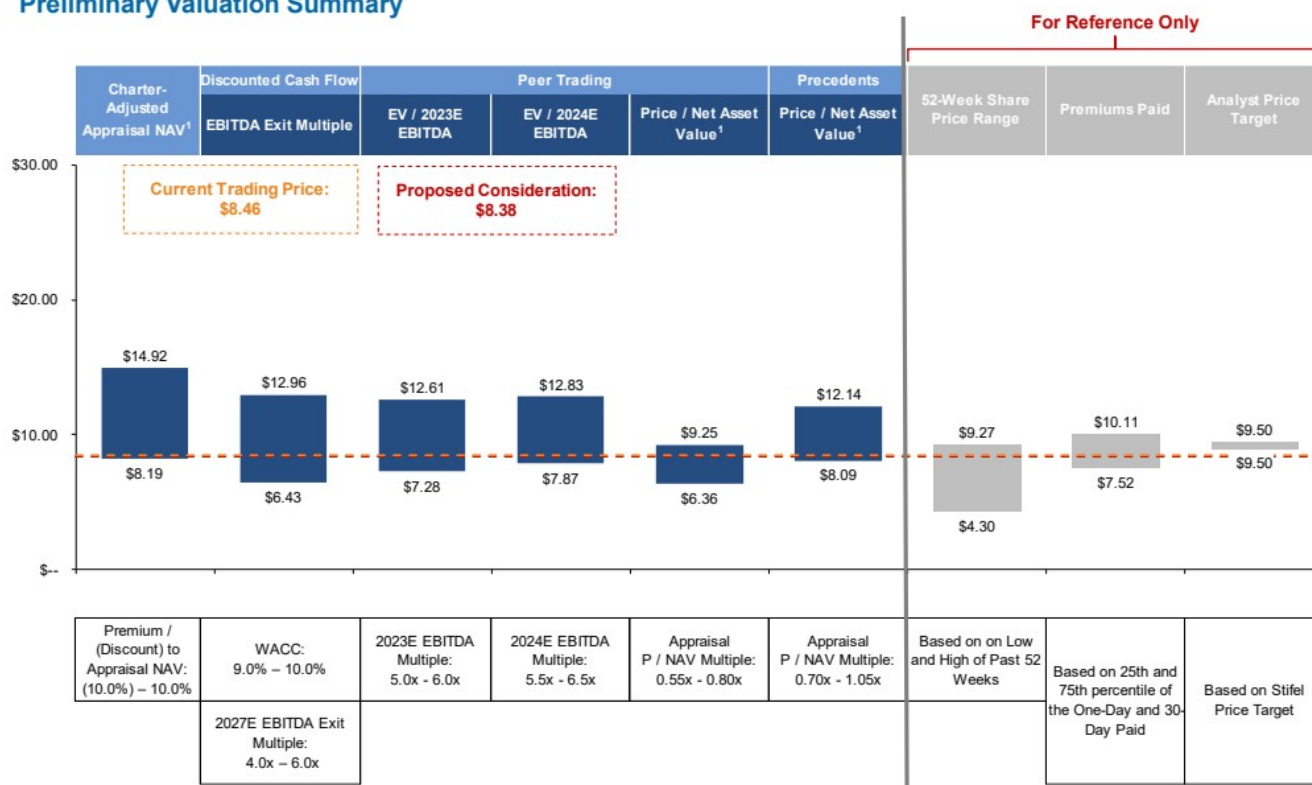 Preliminary Valuation Summary
For Reference Only
Charter-
Adjusted
Appraisal NAV1
Discounted Cash Flow
EBITDA Exit Multiple
Peer Trading
EV / 2023E
EBITDA
EV / 2024E
EBITDA
Price / Net Asset
Value1
Precedents
Price / Net Asset
Value1
52-Week Share
Price Range
Premiums Paid
Analyst Price
Target
$30.00
$20.00
$10.00
$--
Current Trading Price:
$8.46
Proposed Consideration:
$8.38
$14.92
$8.19
$12.96
$6.43
$12.61
$7.28
$12.83
$7.87
$9.25
$6.36
$12.14
$8.09
$9.27
$4.30
$10.11
$7.52
$9.50
$9.50
Premium /
(Discount) to
Appraisal NAV:
(10.0%) – 10.0%
WACC:
9.0% – 10.0%
2027E EBITDA Exit
Multiple:
4.0x – 6.0x
2023E EBITDA
Multiple:
5.0x - 6.0x
2024E EBITDA
Multiple:
5.5x - 6.5x
Appraisal
P / NAV Multiple:
0.55x - 0.80x
Appraisal
P / NAV Multiple:
0.70x - 1.05x
Based on on Low
and High of Past 52
Weeks
Based on 25th and
75th percentile of
the One-Day and 30-
Day Paid
Based on Stifel
Price Target